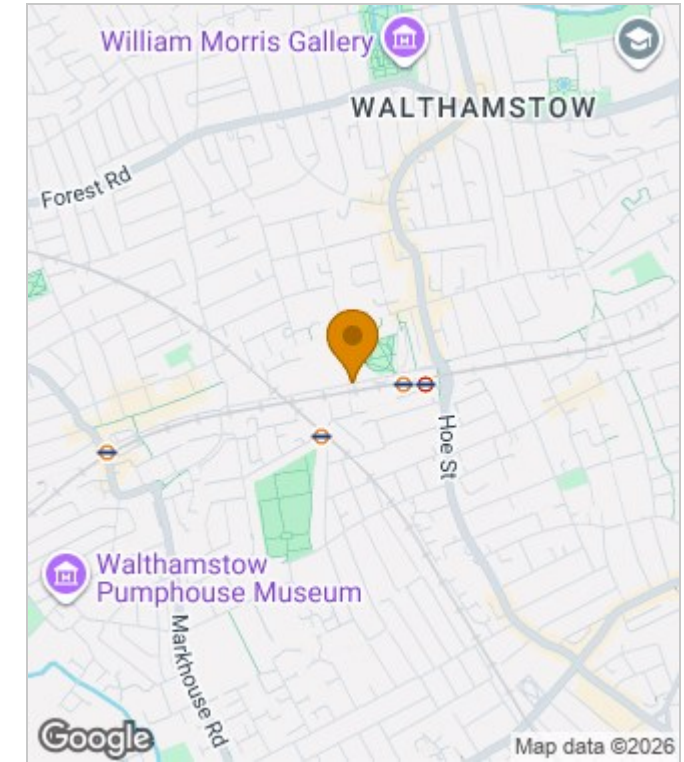 William Morris Gallery
WALTHAMSTOW
Forest Rd
Hoe St
Walthamstow
Pumphouse Museum
Markhouse Rd
Google
Map data ©2026